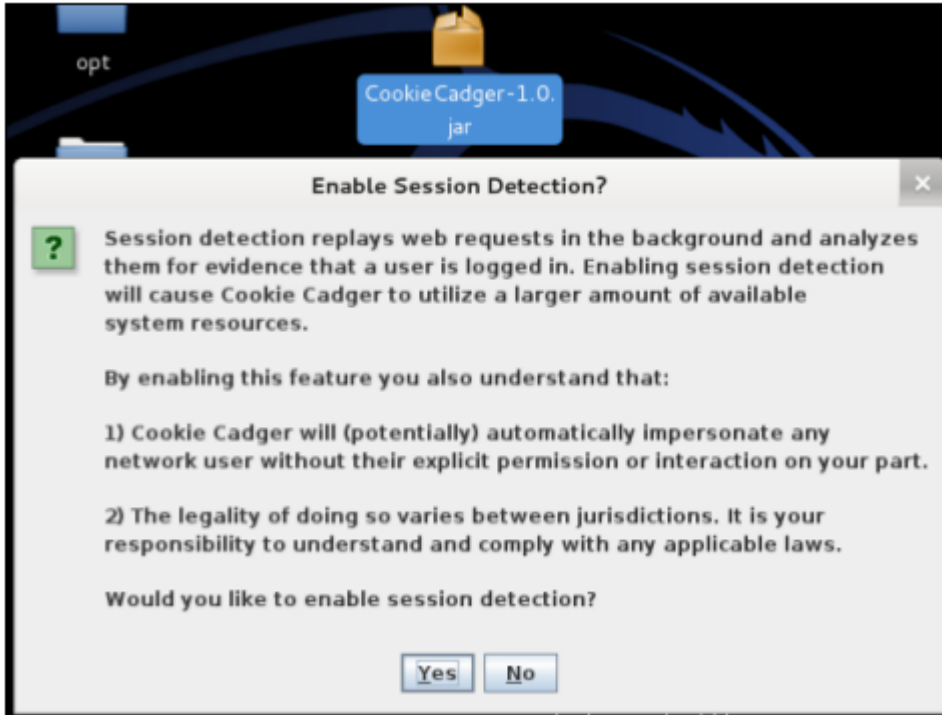 opt
CookieCadger-1.0.
jar
Enable Session Detection?
?
Session detection replays web requests in the background and analyzes
them for evidence that a user is logged in. Enabling session detection
will cause Cookie Cadger to utilize a larger amount of available
system resources.
By enabling this feature you also understand that:
1) Cookie Cadger will (potentially) automatically impersonate any
network user without their explicit permission or interaction on your part.
2) The legality of doing so varies between jurisdictions. It is your
responsibility to understand and comply with any applicable laws.
Would you like to enable session detection?
Yes No